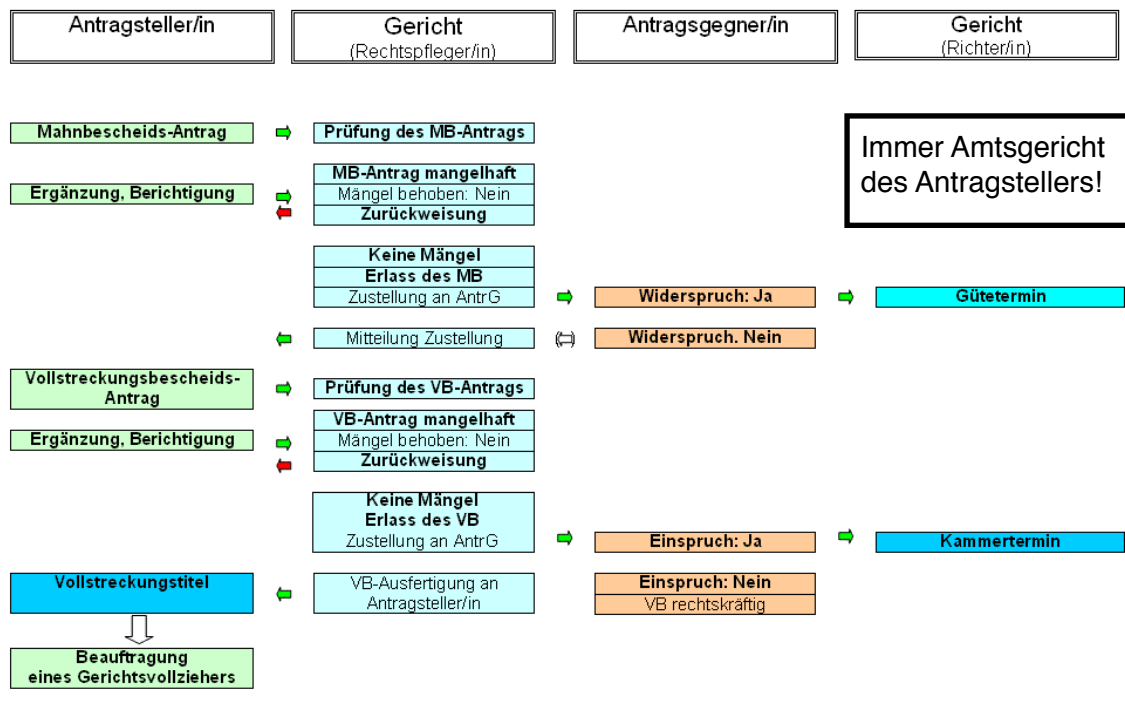 Antragsteller/in
Gericht
(Rechtspfleger/in)
Antragsgegner/in
Gericht
(Richter/in)
Mahnbescheids-Antrag
Prüfung des MB-Antrags
Immer Amtsgericht
des Antragstellers!
Ergänzung, Berichtigung
MB-Antrag mangelhaft
Mängel behoben: Nein
Zurückweisung
Keine Mängel
Erlass des MB
Zustellung an AntrG
Widerspruch: Ja
Gütetermin
Mitteilung Zustellung
Widerspruch. Nein
Vollstreckungsbescheids-
Antrag
Prüfung des VB-Antrags
Ergänzung, Berichtigung
VB-Antrag mangelhaft
Mängel behoben: Nein
Zurückweisung
Keine Mängel
Erlass des VB
Zustellung an AntrG
Einspruch: Ja
Kammertermin
Vollstreckungstitel
VB-Ausfertigung an
Antragsteller/in
Einspruch: Nein
VB rechtskräftig
Beauftragung
eines Gerichtsvollziehers